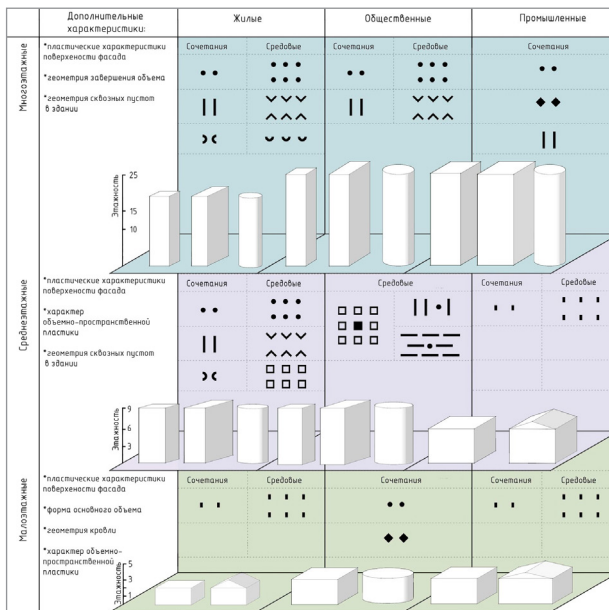 Дополнительные
характеристики:
Жилые
Общественные
Промышленные
Многоэтажные
*пластические характеристики
поверхности фасада
*геометрия завершения объема
*геометрия сквозных пустот
в здании
Сочетания
Средовые
Сочетания
Средовые
Сочетания
Этажность
25
15
10
Среднеэтажные
*пластические характеристики
поверхности фасада
*характер
объемно-пространственной
пластики
*геометрия сквозных пустот
в здании
Сочетания
Средовые
Средовые
Сочетания
Средовые
Этажность
9
6
3
Малоэтажные
*пластические характеристики
поверхности фасада
*форма основного объема
*геометрия кровли
*характер объемно-
пространственной
пластики
Сочетания
Средовые
Сочетания
Сочетания
Средовые
Этажность
5
3
1